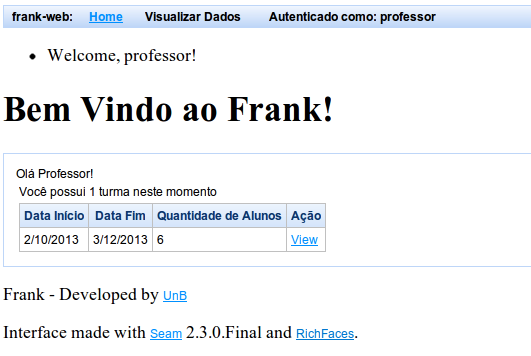 frank-web: Home Visualizar Dados Autenticado como: professor
Welcome, professor!
Bem Vindo ao Frank!
Olá Professor!
Você possui 1 turma neste momento
Data Início Data Fim Quantidade de Alunos Ação
2/10/2013 3/12/2013 6 View
Frank - Developed by UnB
Interface made with Seam 2.3.0.Final and RichFaces.